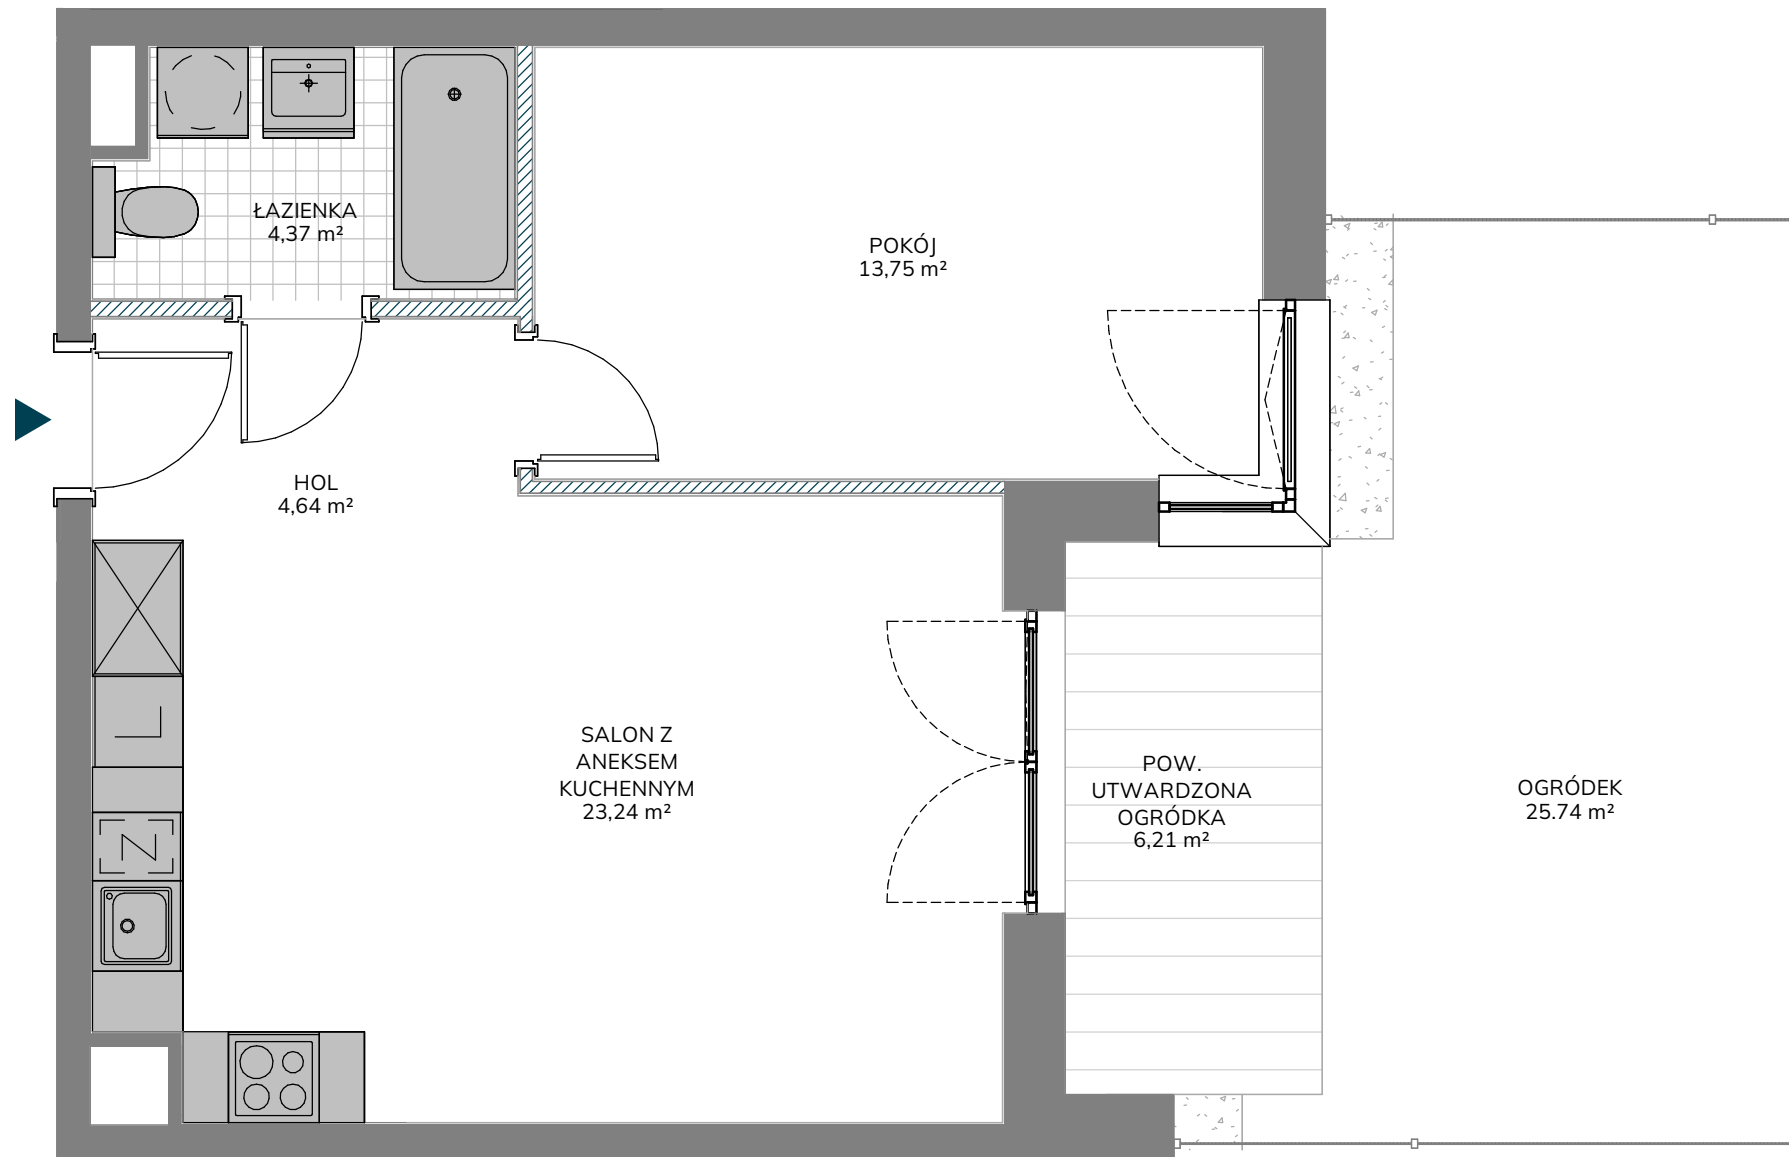 ŁAZIENKA
4,37 m²
POKÓJ
13,75 m²
HOL
4,64 m²
L
Z
SALON Z
ANEKSEM
KUCHENNYM
23,24 m²
POW.
UTWARDZONA
OGRÓDKA
6,21 m²
OGRÓDEK
25.74 m²